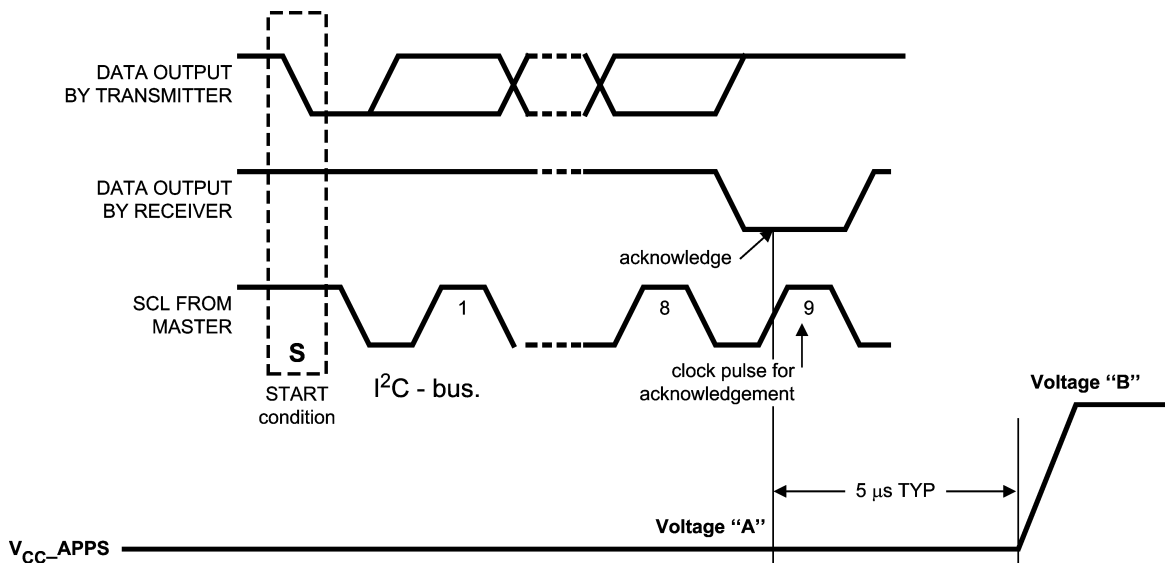 DATA OUTPUT
BY TRANSMITTER
DATA OUTPUT
BY RECEIVER
acknowledge
SCL FROM
MASTER
1
8
9
S
START
condition
I²C - bus.
clock pulse for
acknowledgement
Voltage “B”
5 μs TYP
Voltage “A”
VCC_APPS